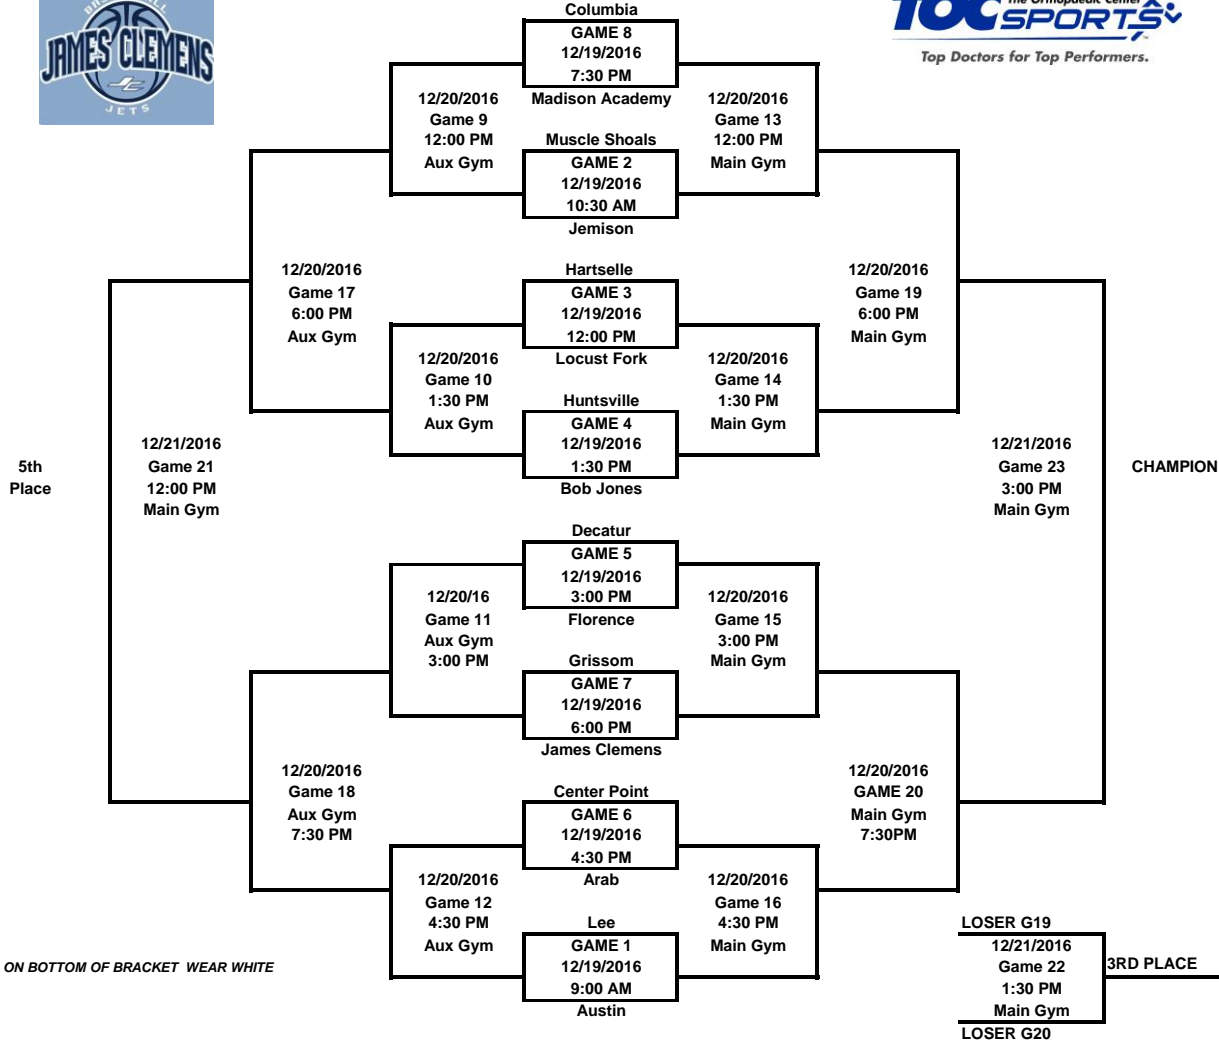 BASKETBALL
JAMES CLEMENS
JC
JETS
The Orthopaedic Center
TOC SPORTS
Top Doctors for Top Performers.
Columbia
GAME 8
12/19/2016
7:30 PM
Madison Academy
12/20/2016
Game 9
12:00 PM
Aux Gym
12/20/2016
Game 13
12:00 PM
Main Gym
Muscle Shoals
GAME 2
12/19/2016
10:30 AM
Jemison
12/20/2016
Game 17
6:00 PM
Aux Gym
Hartselle
GAME 3
12/19/2016
12:00 PM
Locust Fork
12/20/2016
Game 19
6:00 PM
Main Gym
12/20/2016
Game 10
1:30 PM
Aux Gym
12/20/2016
Game 14
1:30 PM
Main Gym
Huntsville
GAME 4
12/19/2016
1:30 PM
Bob Jones
5th
Place
12/21/2016
Game 21
12:00 PM
Main Gym
12/21/2016
Game 23
3:00 PM
Main Gym
CHAMPION
Decatur
GAME 5
12/19/2016
3:00 PM
Florence
12/20/16
Game 11
Aux Gym
3:00 PM
12/20/2016
Game 15
3:00 PM
Main Gym
Grissom
GAME 7
12/19/2016
6:00 PM
James Clemens
12/20/2016
Game 18
Aux Gym
7:30 PM
Center Point
GAME 6
12/19/2016
4:30 PM
Arab
12/20/2016
GAME 20
Main Gym
7:30PM
12/20/2016
Game 12
4:30 PM
Aux Gym
12/20/2016
Game 16
4:30 PM
Main Gym
Lee
GAME 1
12/19/2016
9:00 AM
Austin
ON BOTTOM OF BRACKET WEAR WHITE
LOSER G19
12/21/2016
Game 22
1:30 PM
Main Gym
LOSER G20
3RD PLACE